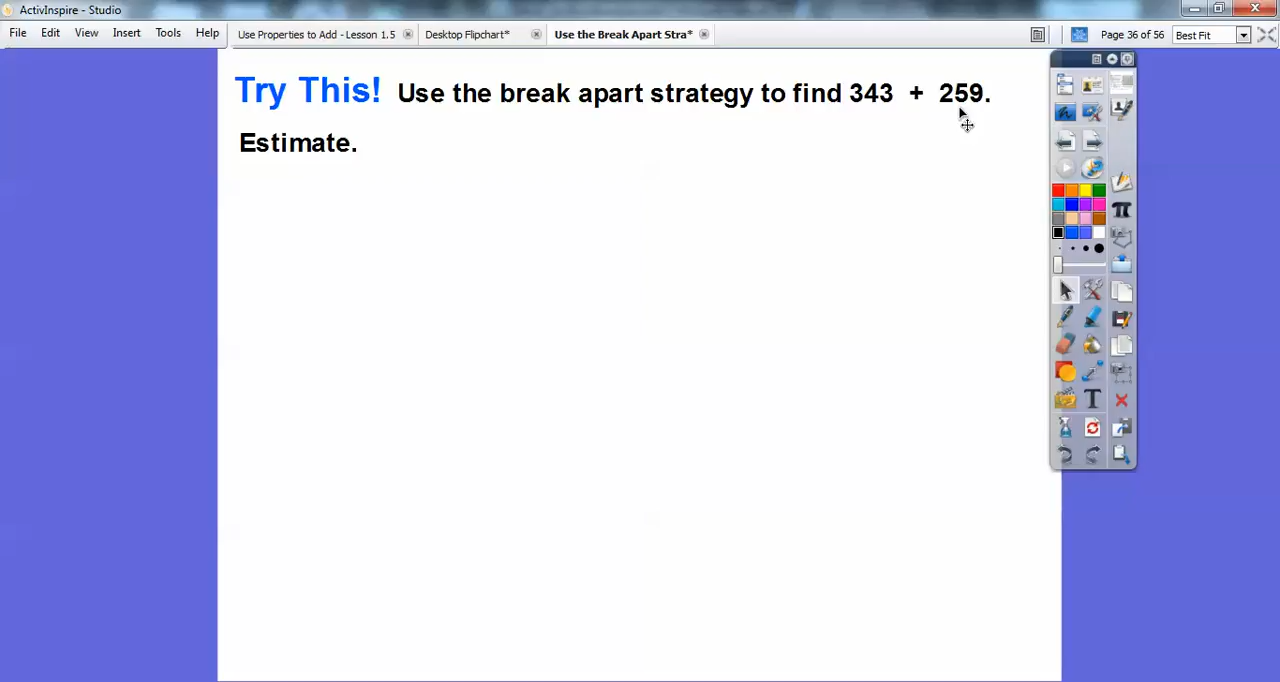 ActivInspire - Studio
File Edit View Insert Tools Help
Use Properties to Add - Lesson 1.5
Desktop Flipchart*
Use the Break Apart Stra*
Page 36 of 56
Best Fit
Try This! Use the break apart strategy to find 343 + 259.
Estimate.